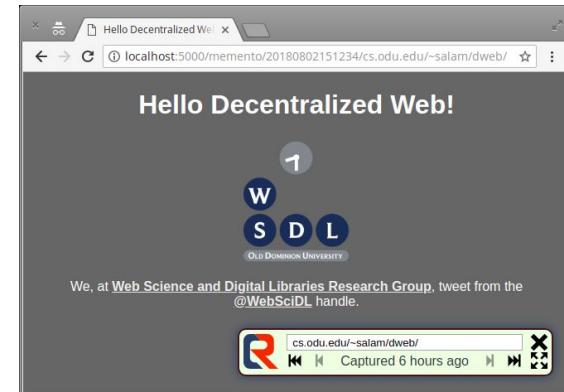 Hello Decentralized We
localhost:5000/memento/20180802151234/cs.odu.edu/~salam/dweb/
Hello Decentralized Web!
W
S D L
OLD DOMINION UNIVERSITY
We, at Web Science and Digital Libraries Research Group, tweet from the
@WebSciDL handle.
cs.odu.edu/~salam/dweb/
Captured 6 hours ago